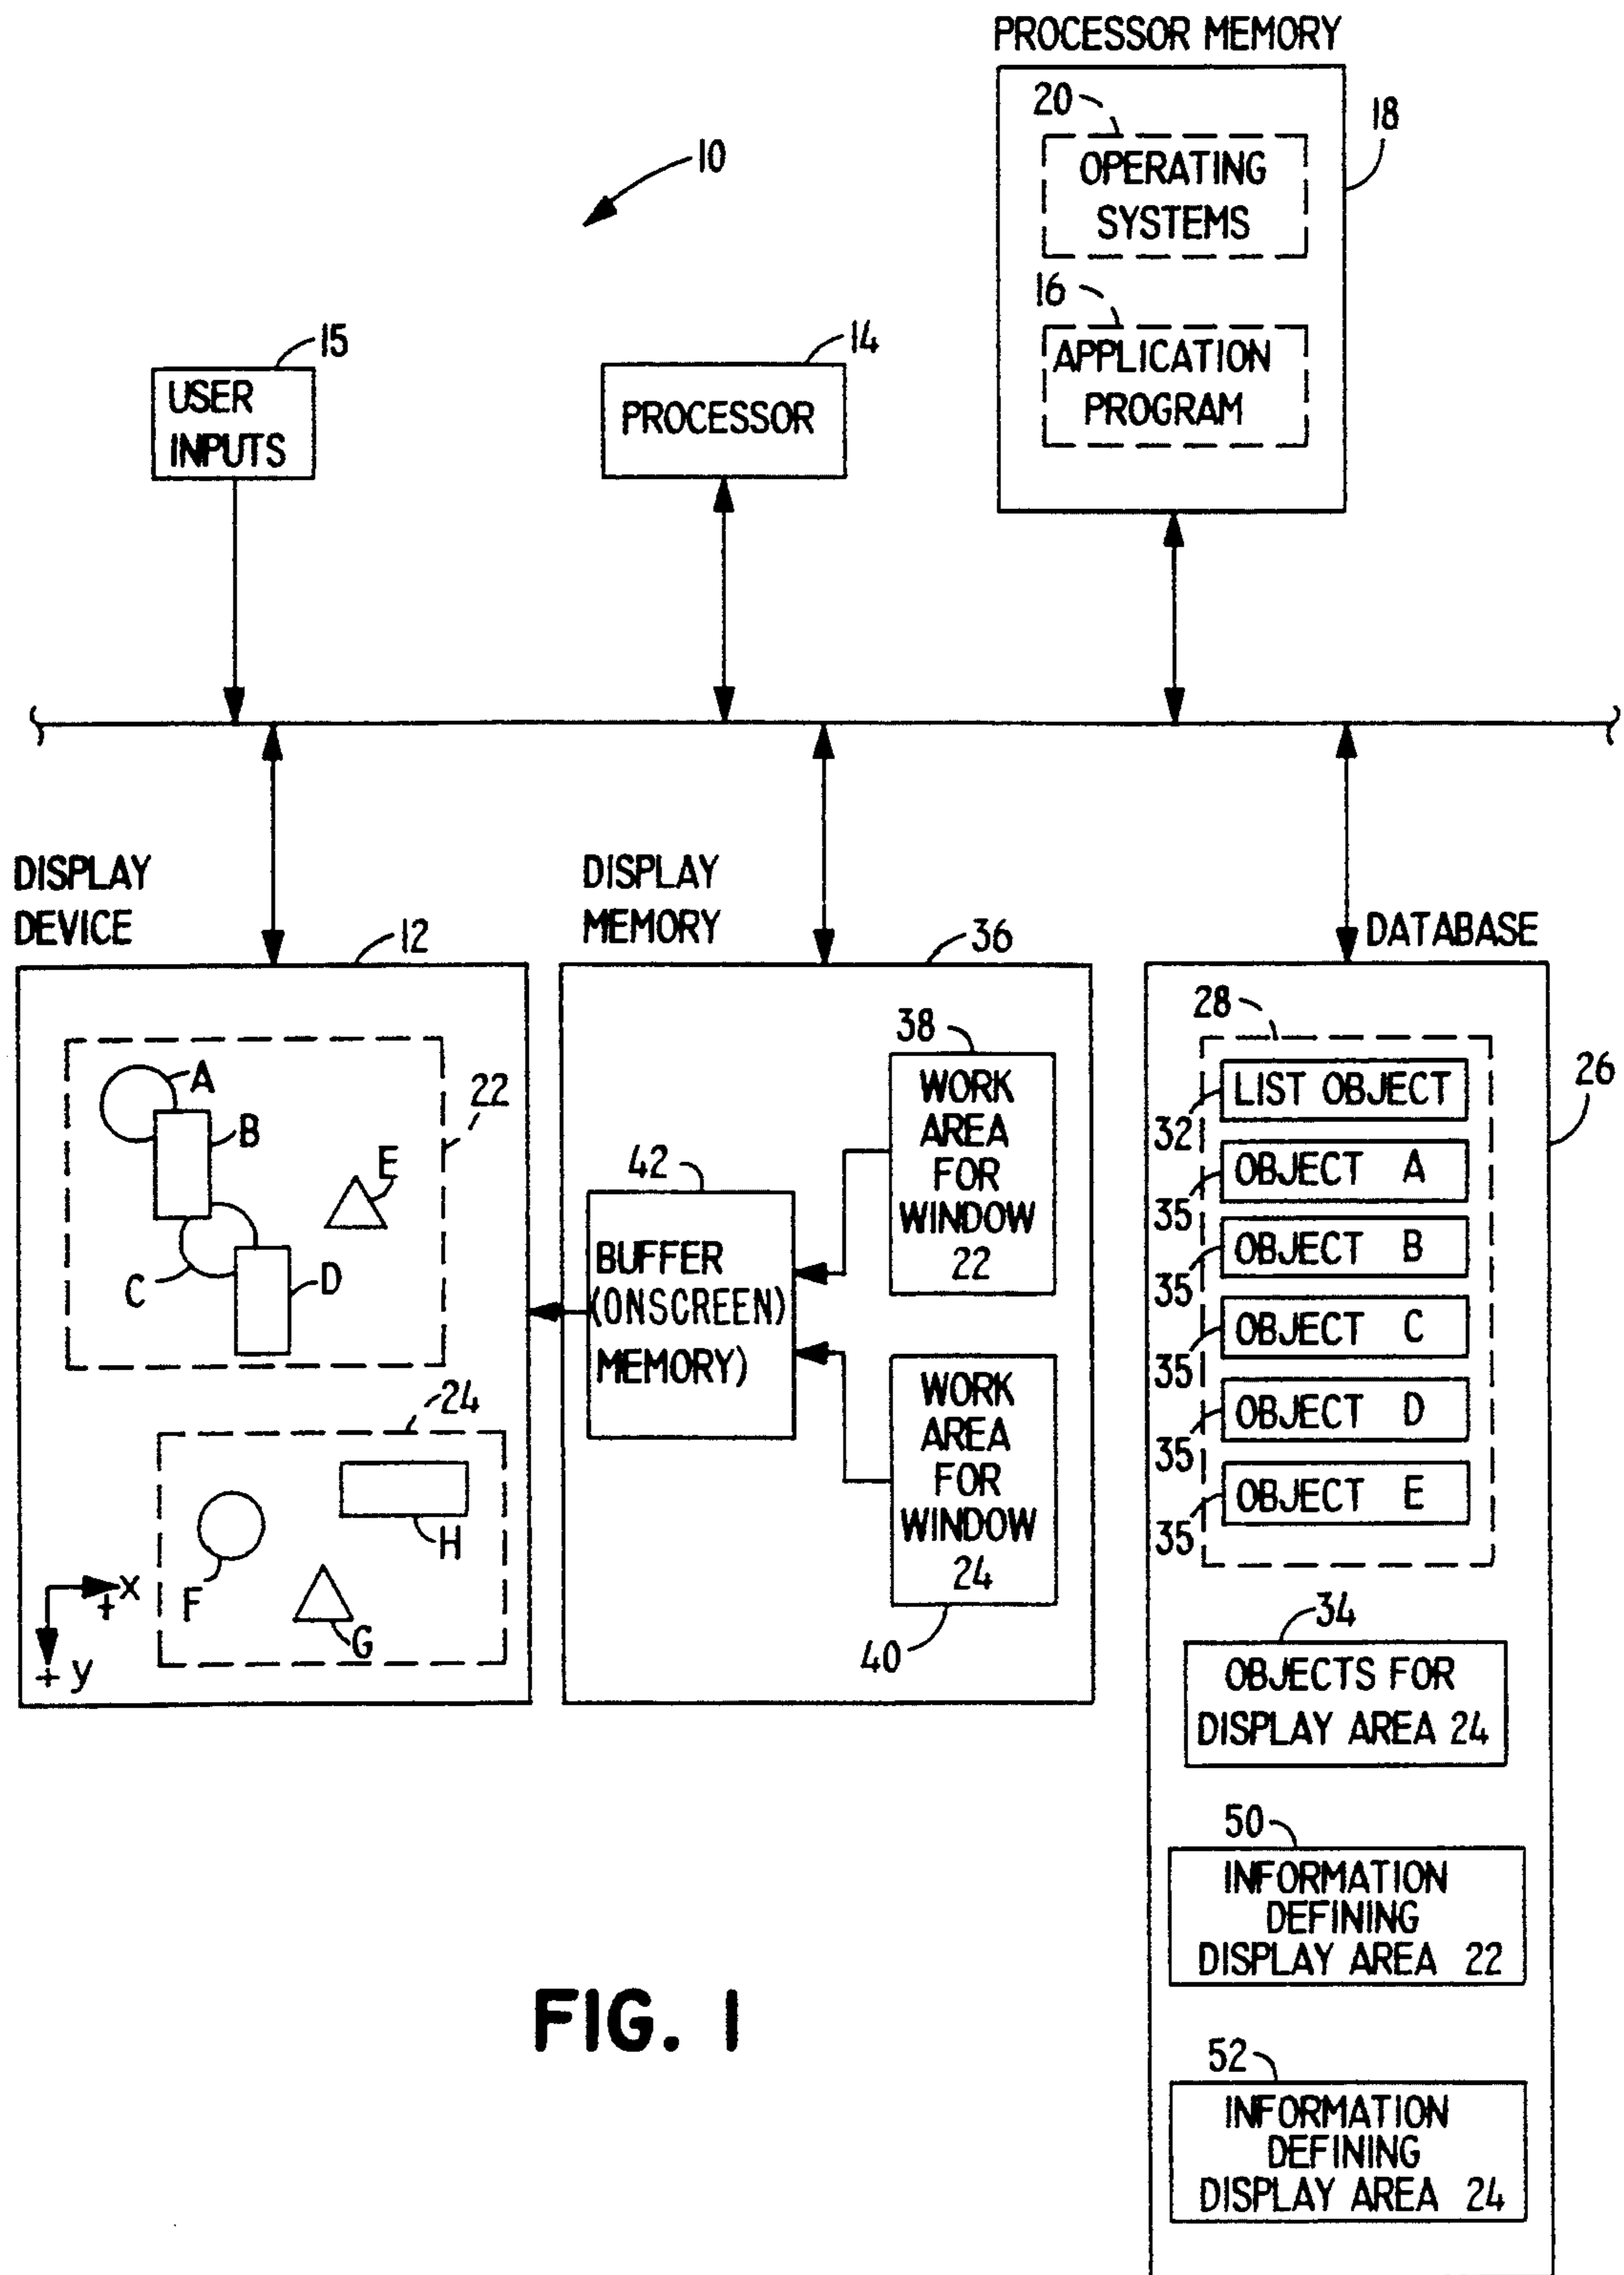 PROCESSOR MEMORY
20
18
OPERATING
SYSTEMS
10
16
APPLICATION
PROGRAM
15
USER
INPUTS
14
PROCESSOR
DISPLAY
DEVICE
12
A
B
22
E
C
D
24
F
H
G
+ x
+ y
DISPLAY
MEMORY
36
38
WORK
AREA
FOR
WINDOW
22
42
BUFFER
(ONSCREEN)
MEMORY)
WORK
AREA
FOR
WINDOW
24
40
DATABASE
28
26
LIST OBJECT
32
OBJECT A
35
OBJECT B
35
OBJECT C
35
OBJECT D
35
OBJECT E
35
34
OBJECTS FOR
DISPLAY AREA 24
50
INFORMATION
DEFINING
DISPLAY AREA 22
52
INFORMATION
DEFINING
DISPLAY AREA 24
FIG. 1